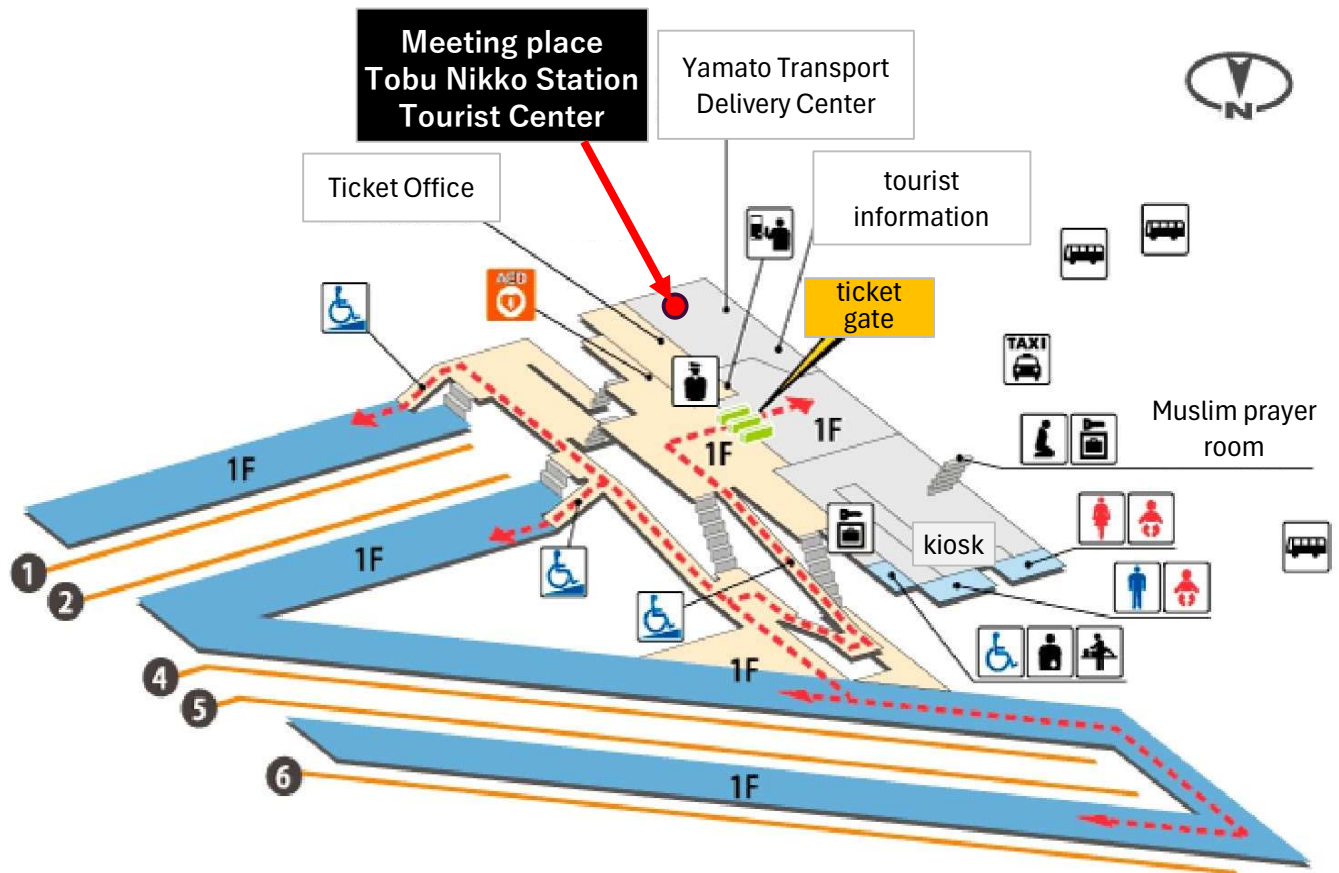 Meeting place
Tobu Nikko Station
Tourist Center
Yamato Transport
Delivery Center
N
Ticket Office
tourist
information
AED
ticket
gate
TAXI
Muslim prayer
room
1F
1F
1F
1F
kiosk
1
2
1F
4
5
6
1F